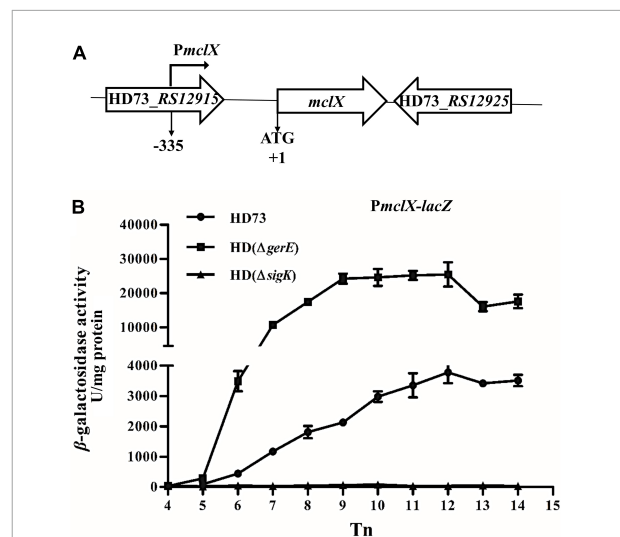 A
PmclX
HD73_RS12915
mclX
HD73_RS12925
-335
ATG
+1
B
PmclX-lacZ
HD73
HD(ΔgerE)
HD(ΔsigK)
β-galactosidase activity
U/mg protein
40000
30000
20000
10000
4000
3000
2000
1000
0
4 5 6 7 8 9 10 11 12 13 14 15
Tn